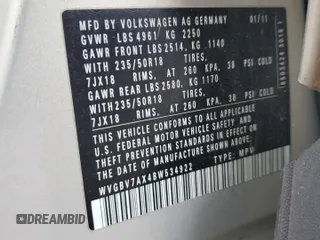 MFD BY VOLKSWAGEN AG GERMANY 01/11
GVWR LBS 4961 KG 2250
GAWR FRONT LBS 2514, KG 1140
WITH 235/50R18 TIRES,
7JX18 RIMS, AT 260 KPA, 38 PSI COLD
GAWR REAR LBS 2580, KG 1170
WITH 235/50R18 TIRES,
7JX18 RIMS, AT 260 KPA, 38 PSI COLD
THIS VEHICLE CONFORMS TO ALL APPLICABLE
U.S. FEDERAL MOTOR VEHICLE SAFETY STANDARDS
IN EFFECT ON
THE DATE OF MANUFACTURE SHOWN ABOVE.
WVGBV7AX4BW534922 TYPE: MPV
DREAMBID